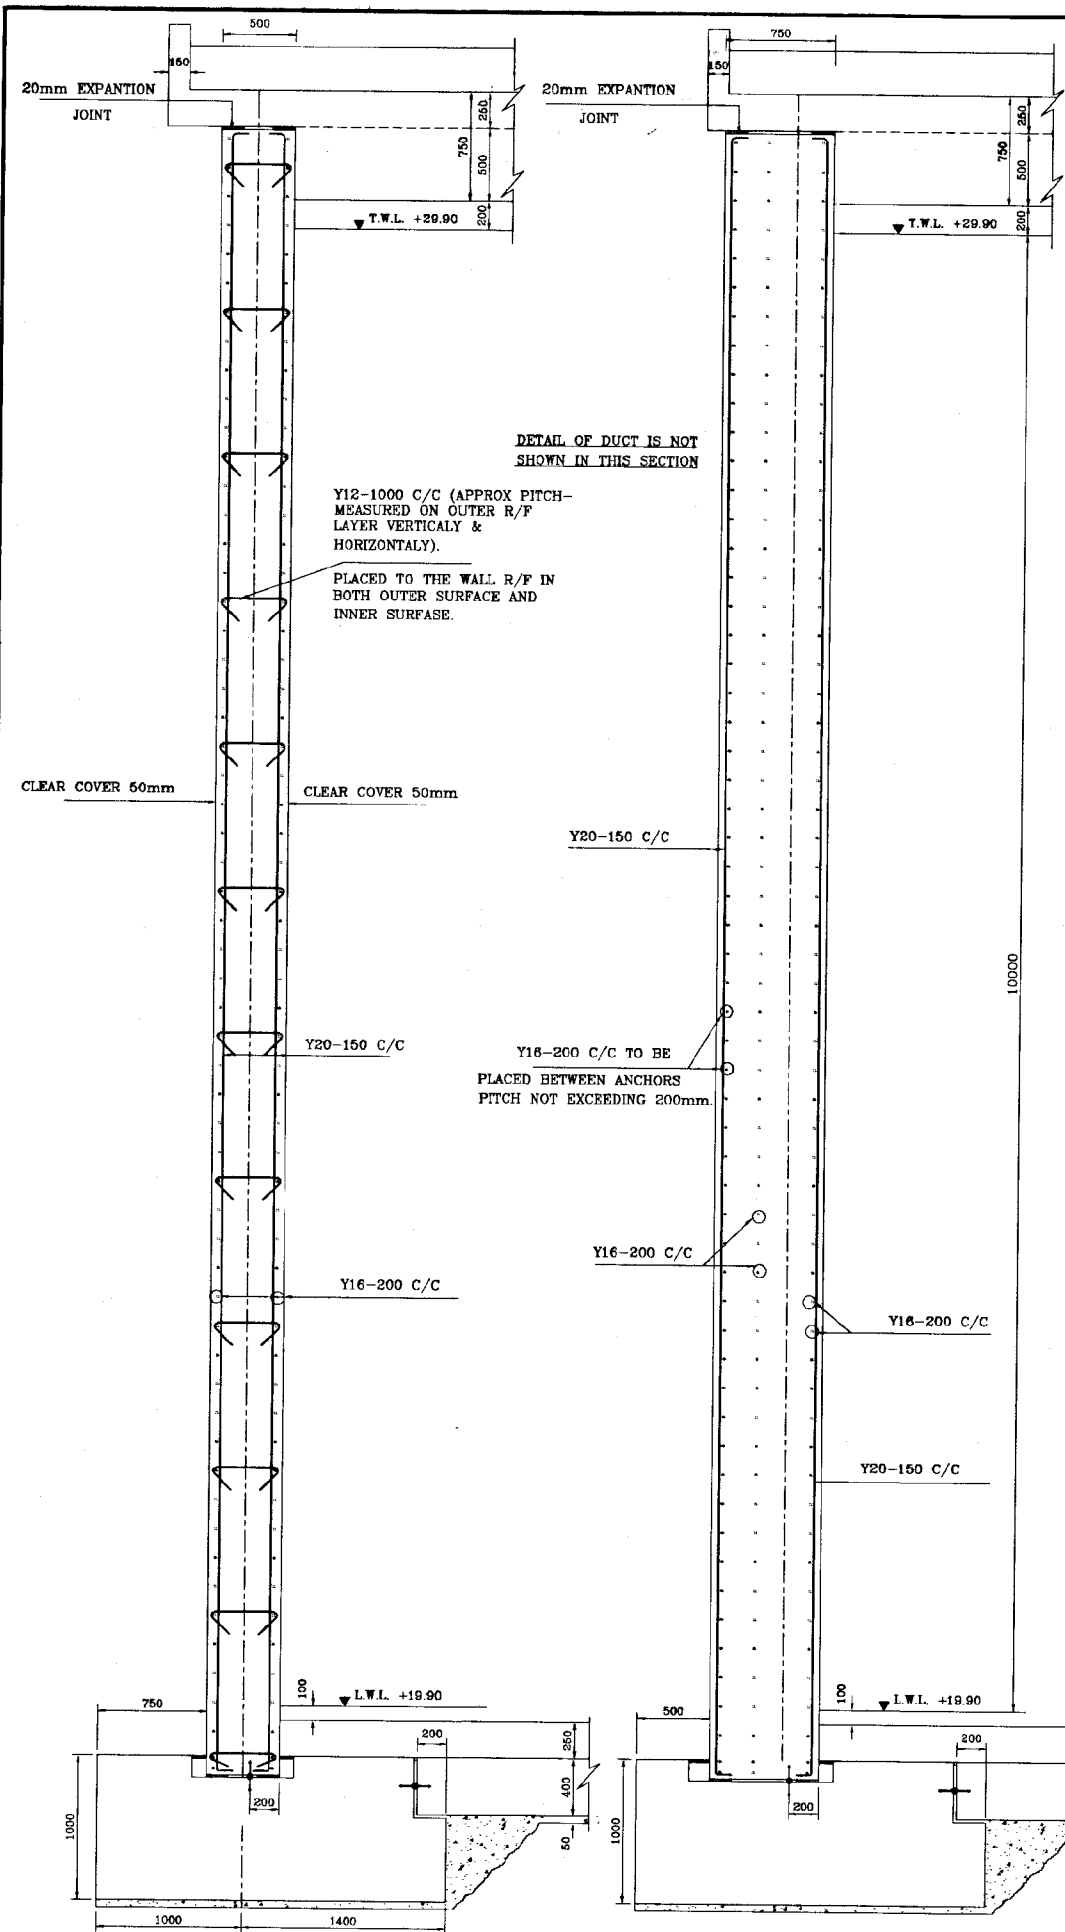 500
150
20mm EXPANTION
JOINT
250
750
500
200
T.W.L. +29.90
750
150
20mm EXPANTION
JOINT
250
750
500
200
T.W.L. +29.90
DETAIL OF DUCT IS NOT
SHOWN IN THIS SECTION
Y12-1000 C/C (APPROX PITCH-
MEASURED ON OUTER R/F
LAYER VERTICALY &
HORIZONTALY).
PLACED TO THE WALL R/F IN
BOTH OUTER SURFACE AND
INNER SURFASE.
CLEAR COVER 50mm
CLEAR COVER 50mm
Y20-150 C/C
10000
Y20-150 C/C
Y16-200 C/C TO BE
PLACED BETWEEN ANCHORS
PITCH NOT EXCEEDING 200mm.
Y16-200 C/C
Y16-200 C/C
Y16-200 C/C
Y20-150 C/C
750
100
L.W.L. +19.90
200
250
400
50
200
1000
1000
1400
500
100
L.W.L. +19.90
200
200
1000